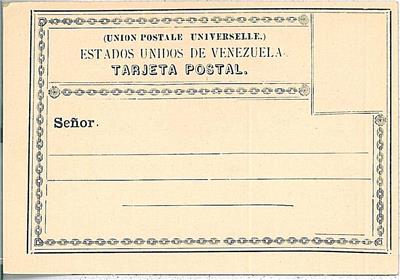 (UNION POSTALE UNIVERSELLE.)
ESTADOS UNIDOS DE VENEZUELA.
TARJETA POSTAL.
Señor.